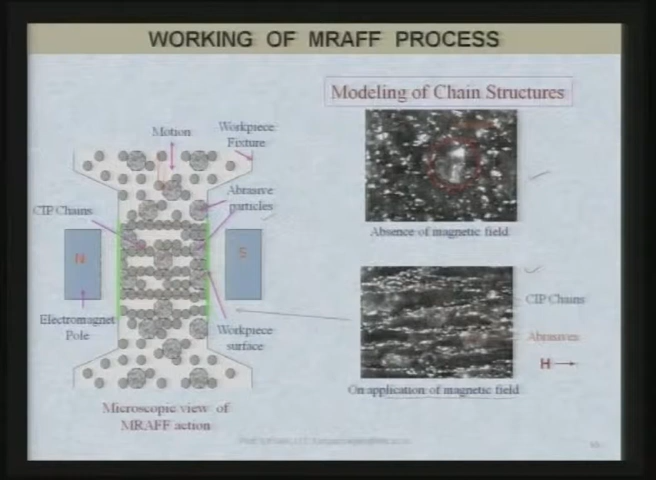 WORKING OF MRAFF PROCESS
Modeling of Chain Structures
Motion
Workpiece
Fixture
Abrasive
particles
CIP Chains
N
S
Electromagnet
Pole
Workpiece
surface
Microscopic view of
MRAFF action
Absence of magnetic field
CIP Chains
Abrasives
H
On application of magnetic field